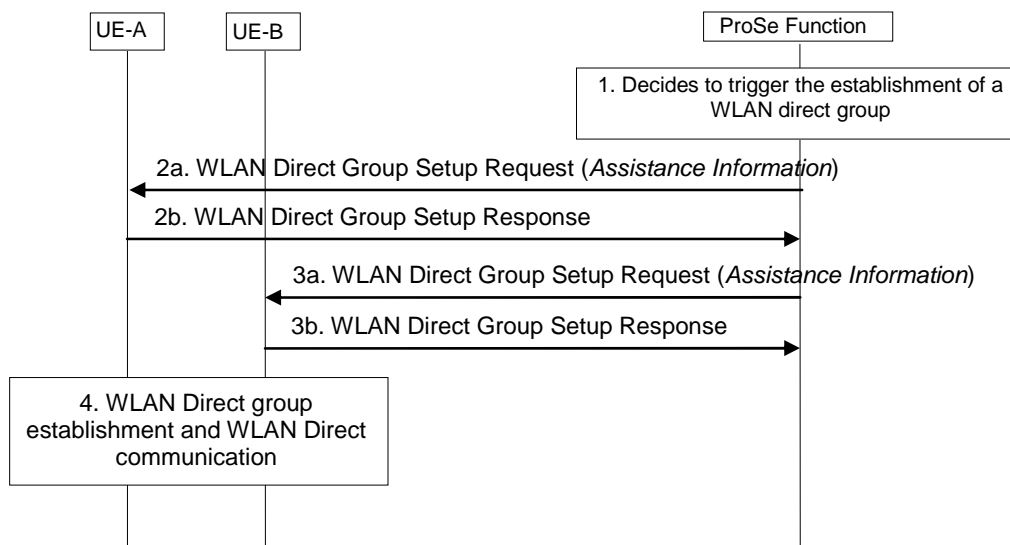 UE-A
UE-B
ProSe Function
1. Decides to trigger the establishment of a
WLAN direct group
2a. WLAN Direct Group Setup Request (Assistance Information)
2b. WLAN Direct Group Setup Response
3a. WLAN Direct Group Setup Request (Assistance Information)
3b. WLAN Direct Group Setup Response
4. WLAN Direct group
establishment and WLAN Direct
communication